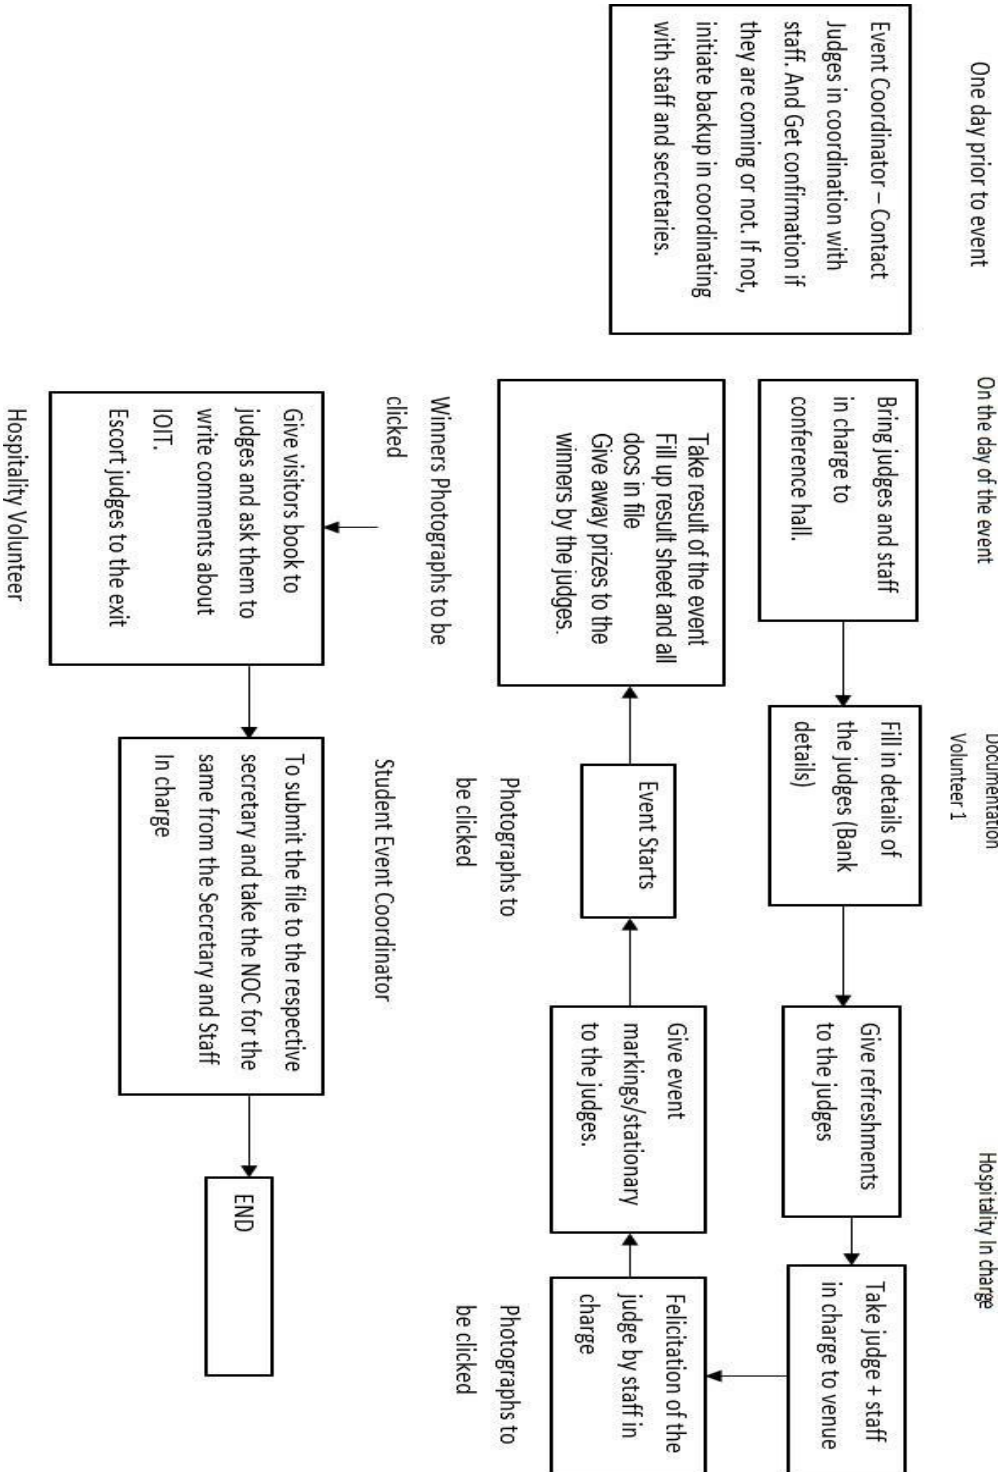 One day prior to event
Event Coordinator – Contact
Judges in coordination with
staff. And Get confirmation if
they are coming or not. If not,
initiate backup in coordinating
with staff and secretaries.
On the day of the event
Bring judges and staff
in charge to
conference hall.
Documentation
Volunteer 1
Fill in details of
the judges (Bank
details)
Hospitality In charge
Give refreshments
to the judges
Take judge + staff
in charge to venue
Felicitation of the
judge by staff in
charge
Photographs to
be clicked
Give event
markings/stationary
to the judges.
Event Starts
Photographs to
be clicked
Take result of the event
Fill up result sheet and all
docs in file
Give away prizes to the
winners by the judges.
Winners Photographs to be
clicked
Give visitors book to
judges and ask them to
write comments about
IOIT.
Escort judges to the exit
Hospitality Volunteer
Student Event Coordinator
To submit the file to the respective
secretary and take the NOC for the
same from the Secretary and Staff
In charge
END